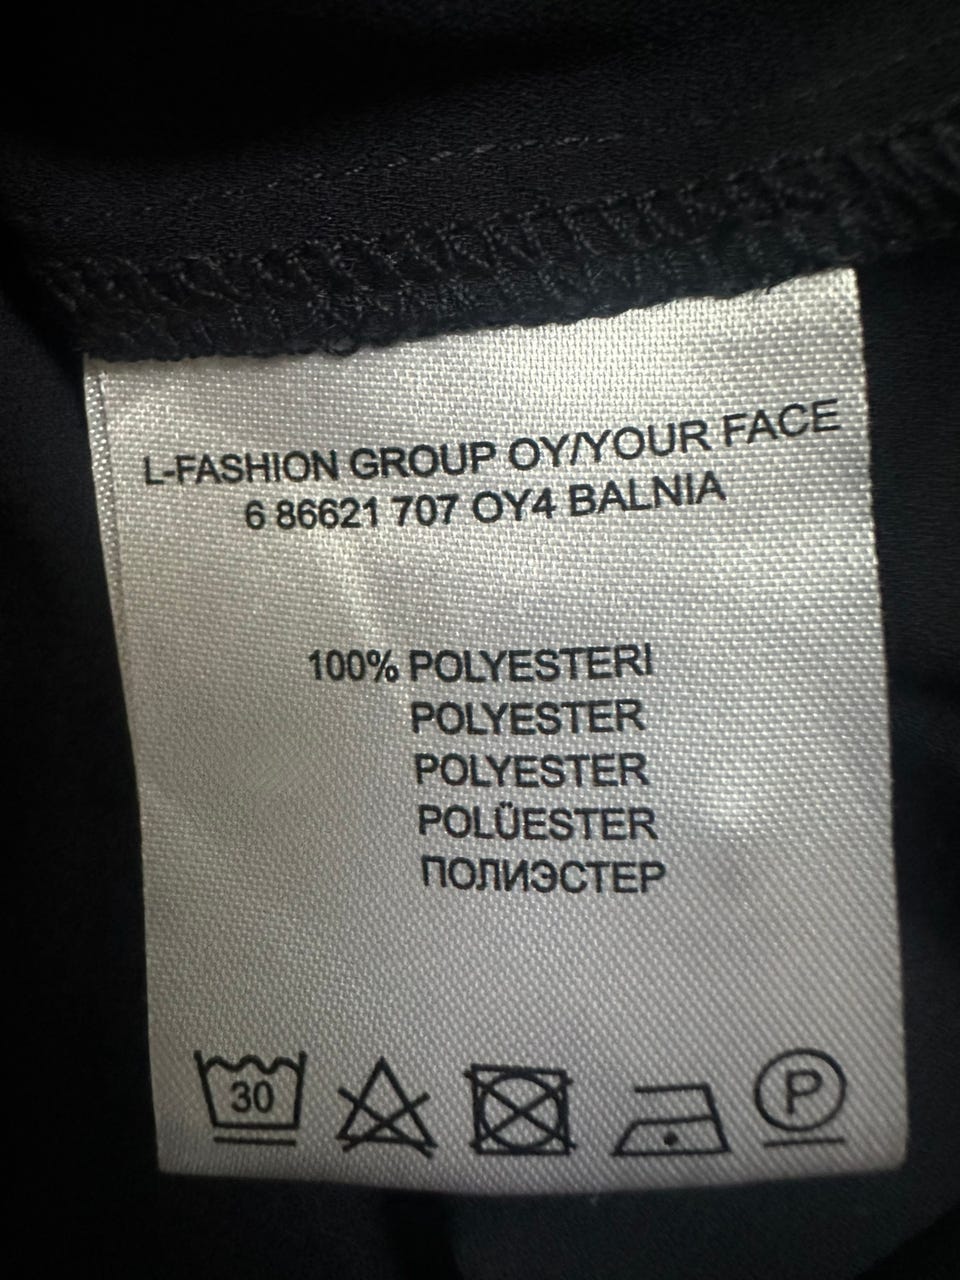 L-FASHION GROUP OY/YOUR FACE
6 86621 707 OY4 BALNIA
100% POLYESTERI
POLYESTER
POLYESTER
POLÜESTER
ПОЛИЭСТЕР
30 P